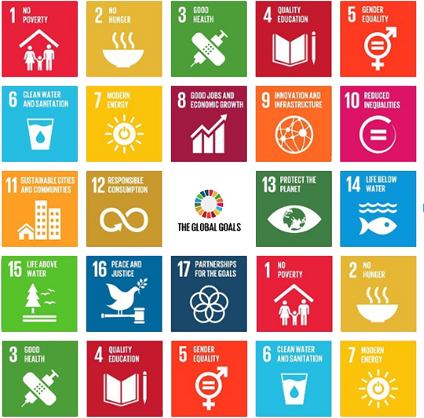 1 NO
POVERTY
2 NO
HUNGER
3 GOOD
HEALTH
4 QUALITY
EDUCATION
5 GENDER
EQUALITY
6 CLEAN WATER
AND SANITATION
7 MODERN
ENERGY
8 GOOD JOBS AND
ECONOMIC GROWTH
9 INNOVATION AND
INFRASTRUCTURE
10 REDUCED
INEQUALITIES
11 SUSTAINABLE CITIES
AND COMMUNITIES
12 RESPONSIBLE
CONSUMPTION
THE GLOBAL GOALS
13 PROTECT THE
PLANET
14 LIFE BELOW
WATER
15 LIFE ABOVE
WATER
16 PEACE AND
JUSTICE
17 PARTNERSHIPS
FOR THE GOALS
1 NO
POVERTY
2 NO
HUNGER
3 GOOD
HEALTH
4 QUALITY
EDUCATION
5 GENDER
EQUALITY
6 CLEAN WATER
AND SANITATION
7 MODERN
ENERGY